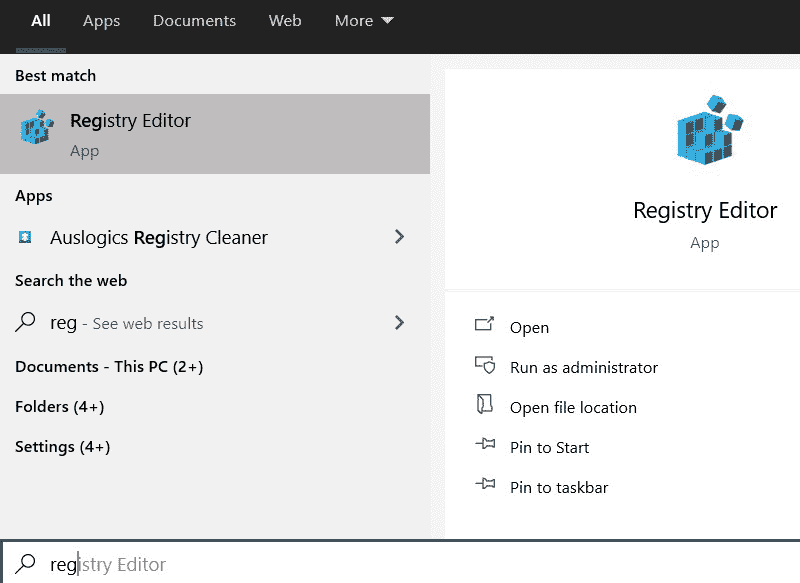 All Apps Documents Web More
Best match
Registry Editor
App
Apps
Auslogics Registry Cleaner
Search the web
reg - See web results
Documents - This PC (2+)
Folders (4+)
Settings (4+)
Registry Editor
App
Open
Run as administrator
Open file location
Pin to Start
Pin to taskbar
registry Editor